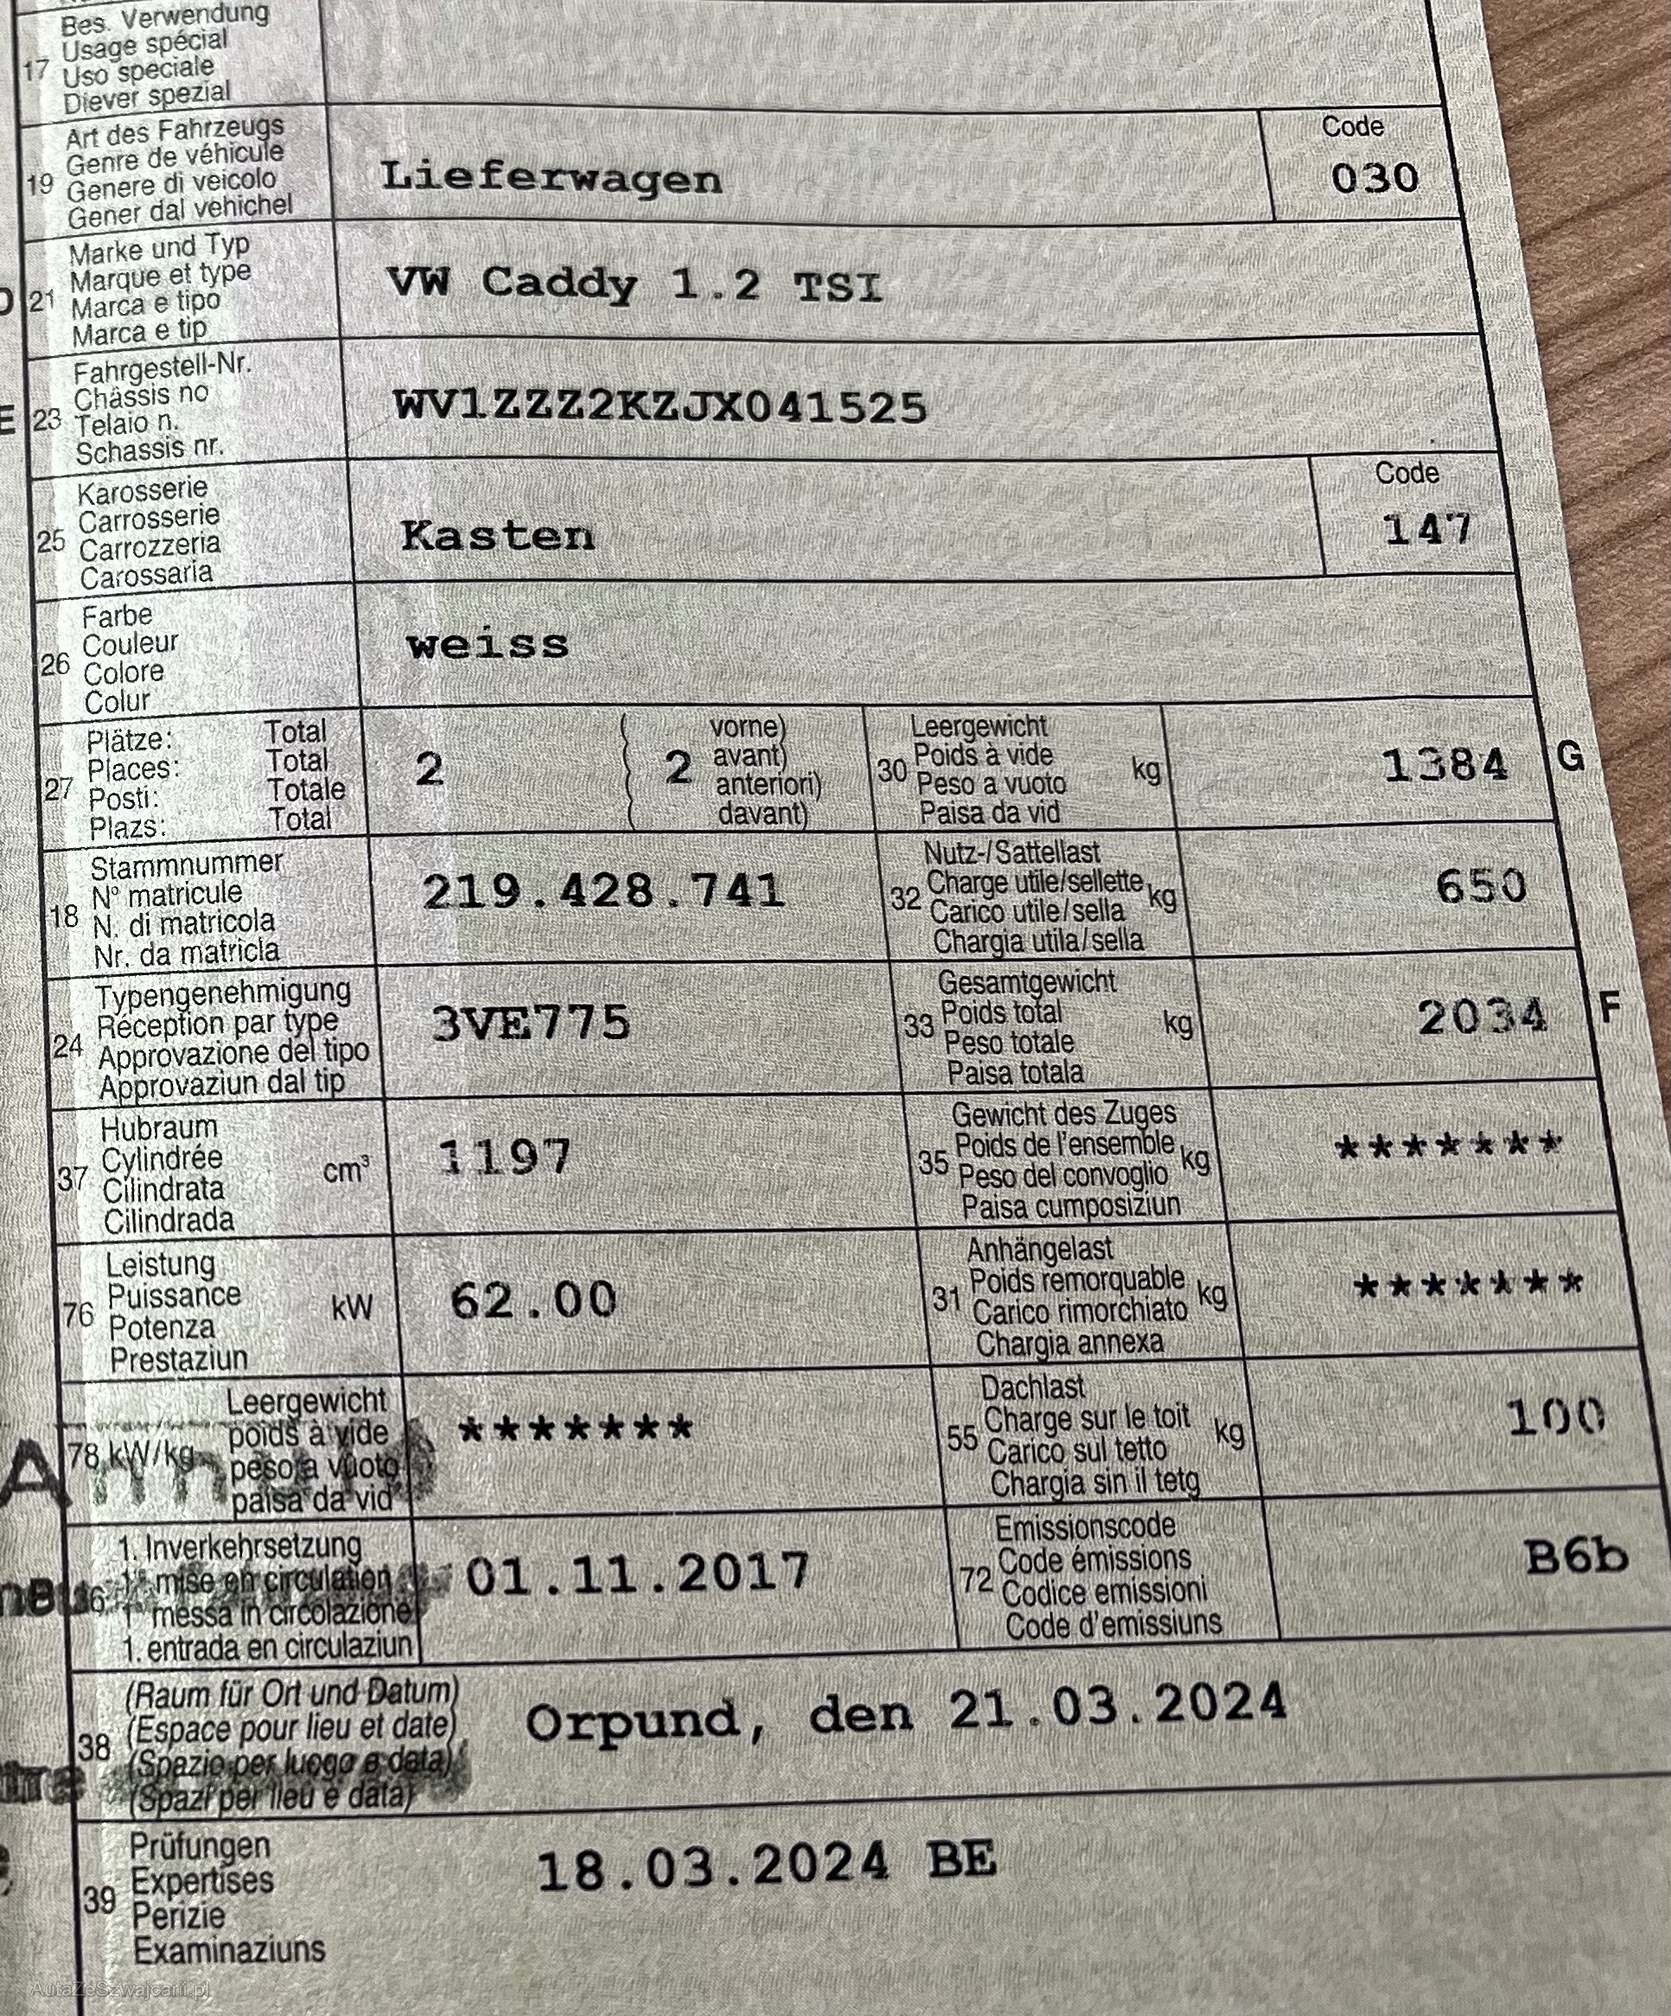 Bes. Verwendung
17 Usage spécial
Uso speciale
Diever spezial
Art des Fahrzeugs
Genre de véhicule
19 Genere di veicolo
Gener dal vehichel
Lieferwagen
Code
030
D
Marke und Typ
Marque et type
21 Marca e tipo
Marca e tip
VW Caddy 1.2 TSI
E
Fahrgestell-Nr.
Châssis no
23 Telaio n.
Schassis nr.
WV1ZZZ2KZJX041525
Karosserie
Carrosserie
25 Carrozzeria
Carossaria
Kasten
Code
147
Farbe
Couleur
26 Colore
Colur
weiss
Plätze: Total
Places: Total
27 Posti: Totale
Plazs: Total
2
2
vorne)
avant)
anteriori)
davant)
Leergewicht
30 Poids à vide kg
Peso a vuoto
Paisa da vid
1384
G
Stammnummer
Nº matricule
18 N. di matricola
Nr. da matricla
219.428.741
Nutz-/Sattellast
Charge utile/sellette kg
32 Carico utile/sella
Chargia utila/sella
650
Typengenehmigung
Réception par type
24 Approvazione del tipo
Approvaziun dal tip
3VE775
Gesamtgewicht
33 Poids total kg
Peso totale
Paisa totala
2034
F
Hubraum
Cylindrée cm³
37 Cilindrata
Cilindrada
1197
Gewicht des Zuges
35 Poids de l'ensemble kg
Peso del convoglio
Paisa cumposiziun
*******
Leistung
76 Puissance kW
Potenza
Prestaziun
62.00
Anhängelast
31 Poids remorquable kg
Carico rimorchiato
Chargia annexa
*******
Leergewicht
78 kW/kg poids à vide
peso a vuoto
paisa da vid
*******
Dachlast
55 Charge sur le toit kg
Carico sul tetto
Chargia sin il tetg
100
1. Inverkehrsetzung
mise en circulation
36 messa in circolazione
1. entrada en circulaziun
01.11.2017
Emissionscode
72 Code émissions
Codice emissioni
Code d'emissiuns
B6b
(Raum für Ort und Datum)
(Espace pour lieu et date)
38 (Spazio per luogo e data)
(Spazi per lieu e data)
Orpund, den 21.03.2024
Prüfungen
Expertises
39 Perizie
Examinaziuns
18.03.2024 BE
AutaZeSzwajcarii.pl